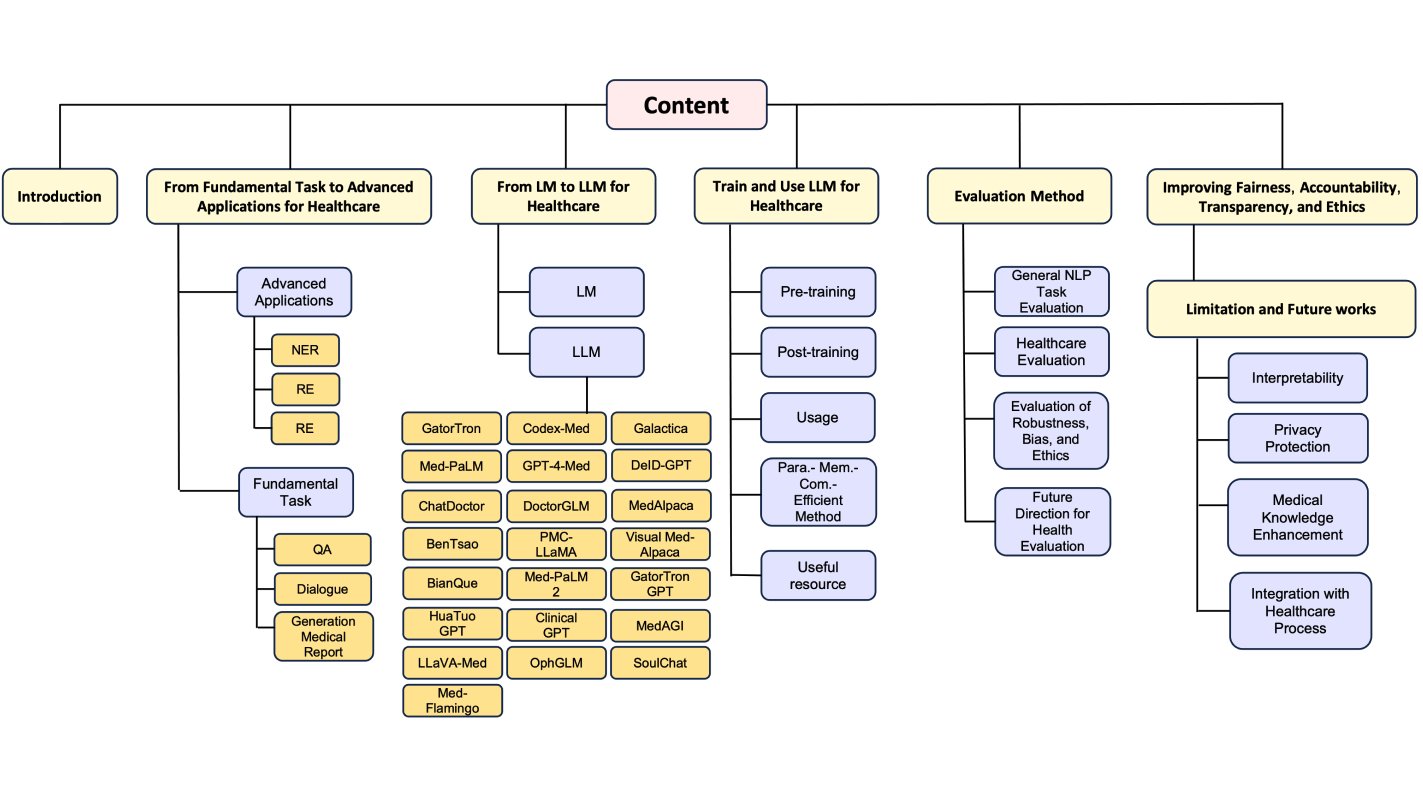 Content
Introduction
From Fundamental Task to Advanced
Applications for Healthcare
From LM to LLM for
Healthcare
Train and Use LLM for
Healthcare
Evaluation Method
Improving Fairness, Accountability,
Transparency, and Ethics
Advanced
Applications
NER
RE
RE
Fundamental
Task
QA
Dialogue
Generation
Medical
Report
LM
LLM
GatorTron
Codex-Med
Galactica
Med-PaLM
GPT-4-Med
DeID-GPT
ChatDoctor
DoctorGLM
MedAlpaca
BenTsao
PMC-
LLaMA
Visual Med-
Alpaca
BianQue
Med-PaLM
2
GatorTron
GPT
HuaTuo
GPT
Clinical
GPT
MedAGI
LLaVA-Med
OphGLM
SoulChat
Med-
Flamingo
Pre-training
Post-training
Usage
Para.- Mem.-
Com.-
Efficient
Method
Useful
resource
General NLP
Task
Evaluation
Healthcare
Evaluation
Evaluation of
Robustness,
Bias, and
Ethics
Future
Direction for
Health
Evaluation
Limitation and Future works
Interpretability
Privacy
Protection
Medical
Knowledge
Enhancement
Integration with
Healthcare
Process